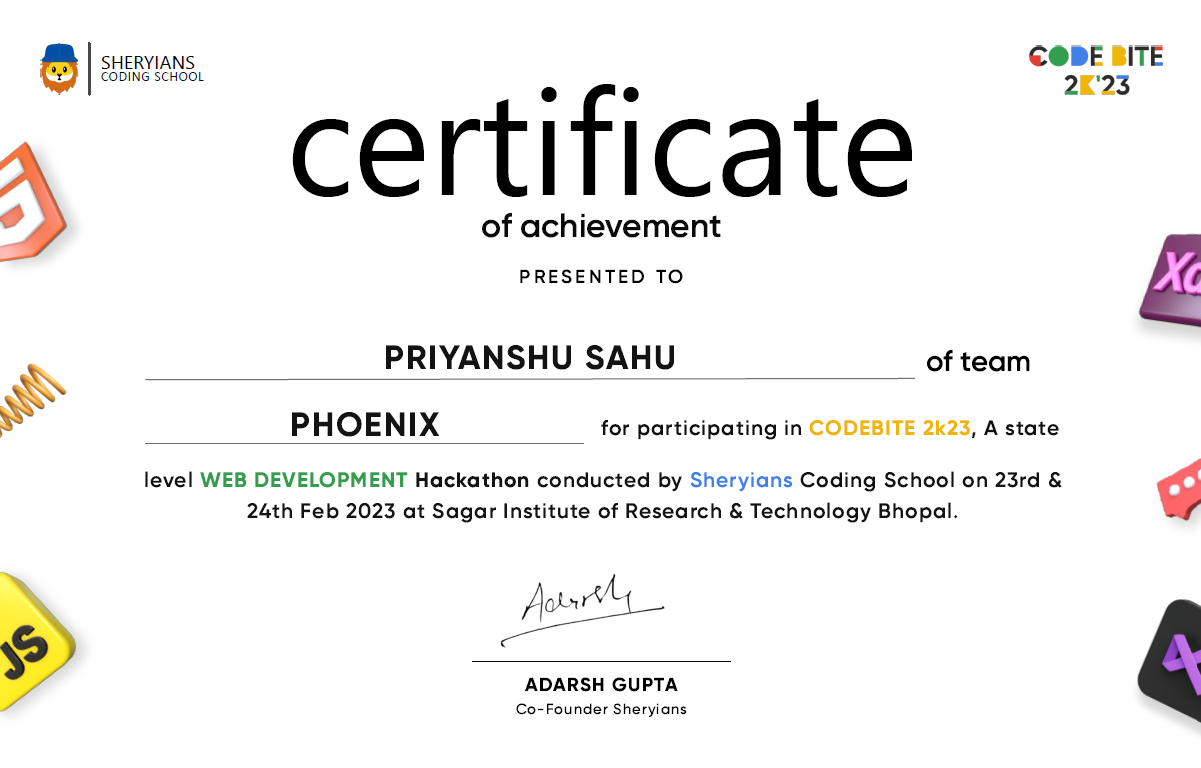 SHERYIANS
CODING SCHOOL
CODE BITE
2K'23
certificate
of achievement
PRESENTED TO
PRIYANSHU SAHU of team
PHOENIX for participating in CODEBITE 2k23, A state
level WEB DEVELOPMENT Hackathon conducted by Sheryians Coding School on 23rd &
24th Feb 2023 at Sagar Institute of Research & Technology Bhopal.
Xd
JS
Adarsh
ADARSH GUPTA
Co-Founder Sheryians